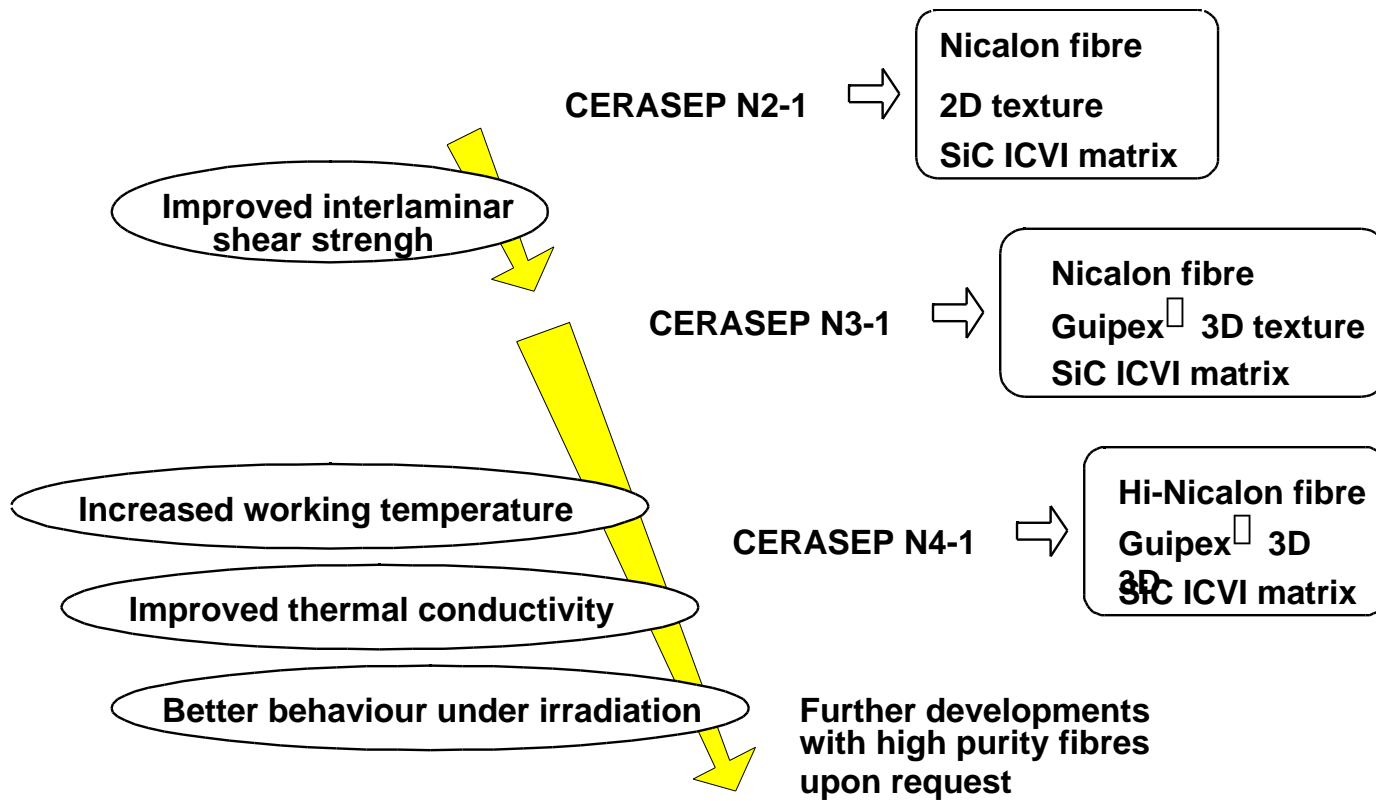 CERASEP N2-1
Nicalon fibre
2D texture
SiC ICVI matrix
Improved interlaminar
shear strengh
CERASEP N3-1
Nicalon fibre
Guipex 3D texture
SiC ICVI matrix
Increased working temperature
Improved thermal conductivity
Better behaviour under irradiation
CERASEP N4-1
Hi-Nicalon fibre
Guipex 3D
3D
SiC ICVI matrix
Further developments
with high purity fibres
upon request